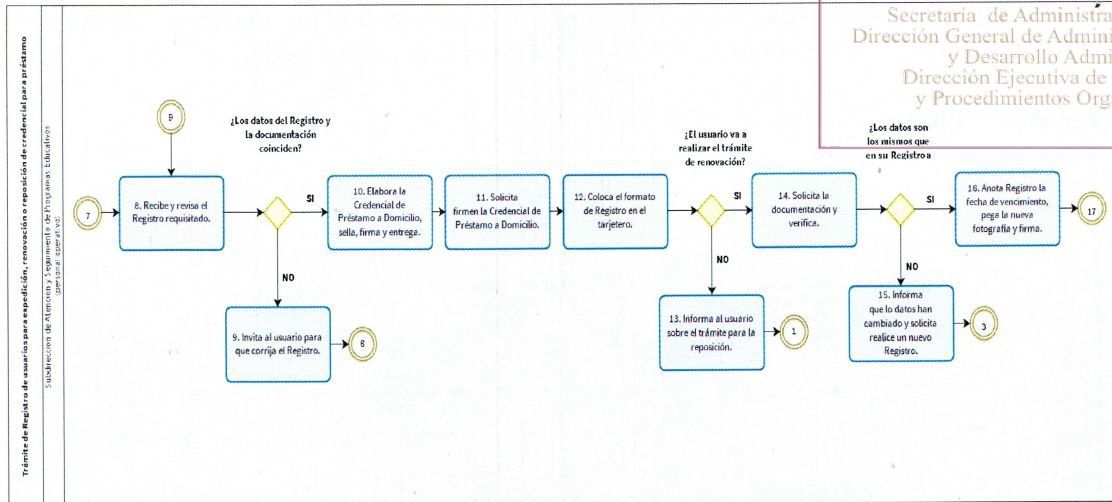 Secretaría de Administra
Dirección General de Admini
y Desarrollo Admi
Dirección Ejecutiva de
y Procedimientos Org
Trámite de Registro de usuarios para expedición, renovación o reposición de credencial para préstamo
Subdirección de Atención y Seguimiento de Programas Educativos
(personal operativo)
9
7
8. Recibe y revisa el
Registro requisitado.
¿Los datos del Registro y
la documentación
coinciden?
SI
NO
9. Invita al usuario para
que corrija el Registro.
8
10. Elabora la
Credencial de
Préstamo a Domicilio,
sella, firma y entrega.
11. Solicita
firmen la Credencial de
Préstamo a Domicilio.
12. Coloca el formato
de Registro en el
tarjetero.
¿El usuario va a
realizar el trámite
de renovación?
SI
NO
13. Informa al usuario
sobre el trámite para la
reposición.
1
14. Solicita la
documentación y
verifica.
¿Los datos son
los mismos que
en su Registro a
SI
NO
15. Informa
que lo datos han
cambiado y solicita
realice un nuevo
Registro.
3
16. Anota Registro la
fecha de vencimiento,
pega la nueva
fotografía y firma.
17